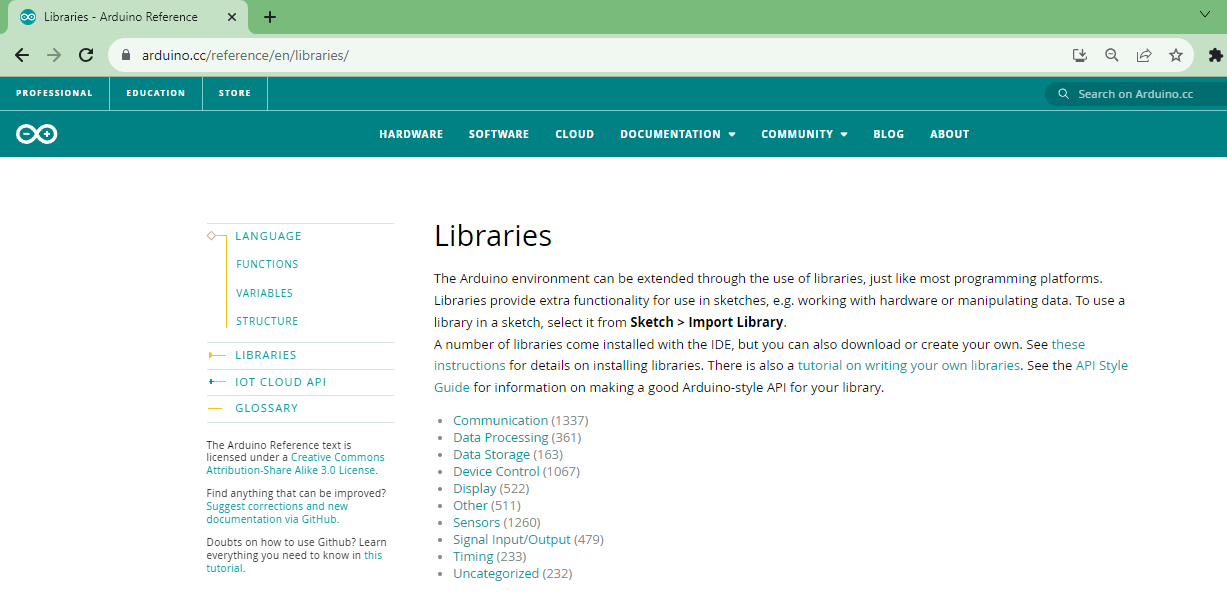 Libraries - Arduino Reference
arduino.cc/reference/en/libraries/
PROFESSIONAL EDUCATION STORE Search on Arduino.cc
HARDWARE SOFTWARE CLOUD DOCUMENTATION COMMUNITY BLOG ABOUT
LANGUAGE
FUNCTIONS
VARIABLES
STRUCTURE
LIBRARIES
IOT CLOUD API
GLOSSARY
The Arduino Reference text is
licensed under a Creative Commons
Attribution-Share Alike 3.0 License.
Find anything that can be improved?
Suggest corrections and new
documentation via GitHub.
Doubts on how to use Github? Learn
everything you need to know in this
tutorial.
Libraries
The Arduino environment can be extended through the use of libraries, just like most programming platforms.
Libraries provide extra functionality for use in sketches, e.g. working with hardware or manipulating data. To use a
library in a sketch, select it from Sketch > Import Library.
A number of libraries come installed with the IDE, but you can also download or create your own. See these
instructions for details on installing libraries. There is also a tutorial on writing your own libraries. See the API Style
Guide for information on making a good Arduino-style API for your library.
Communication (1337)
Data Processing (361)
Data Storage (163)
Device Control (1067)
Display (522)
Other (511)
Sensors (1260)
Signal Input/Output (479)
Timing (233)
Uncategorized (232)